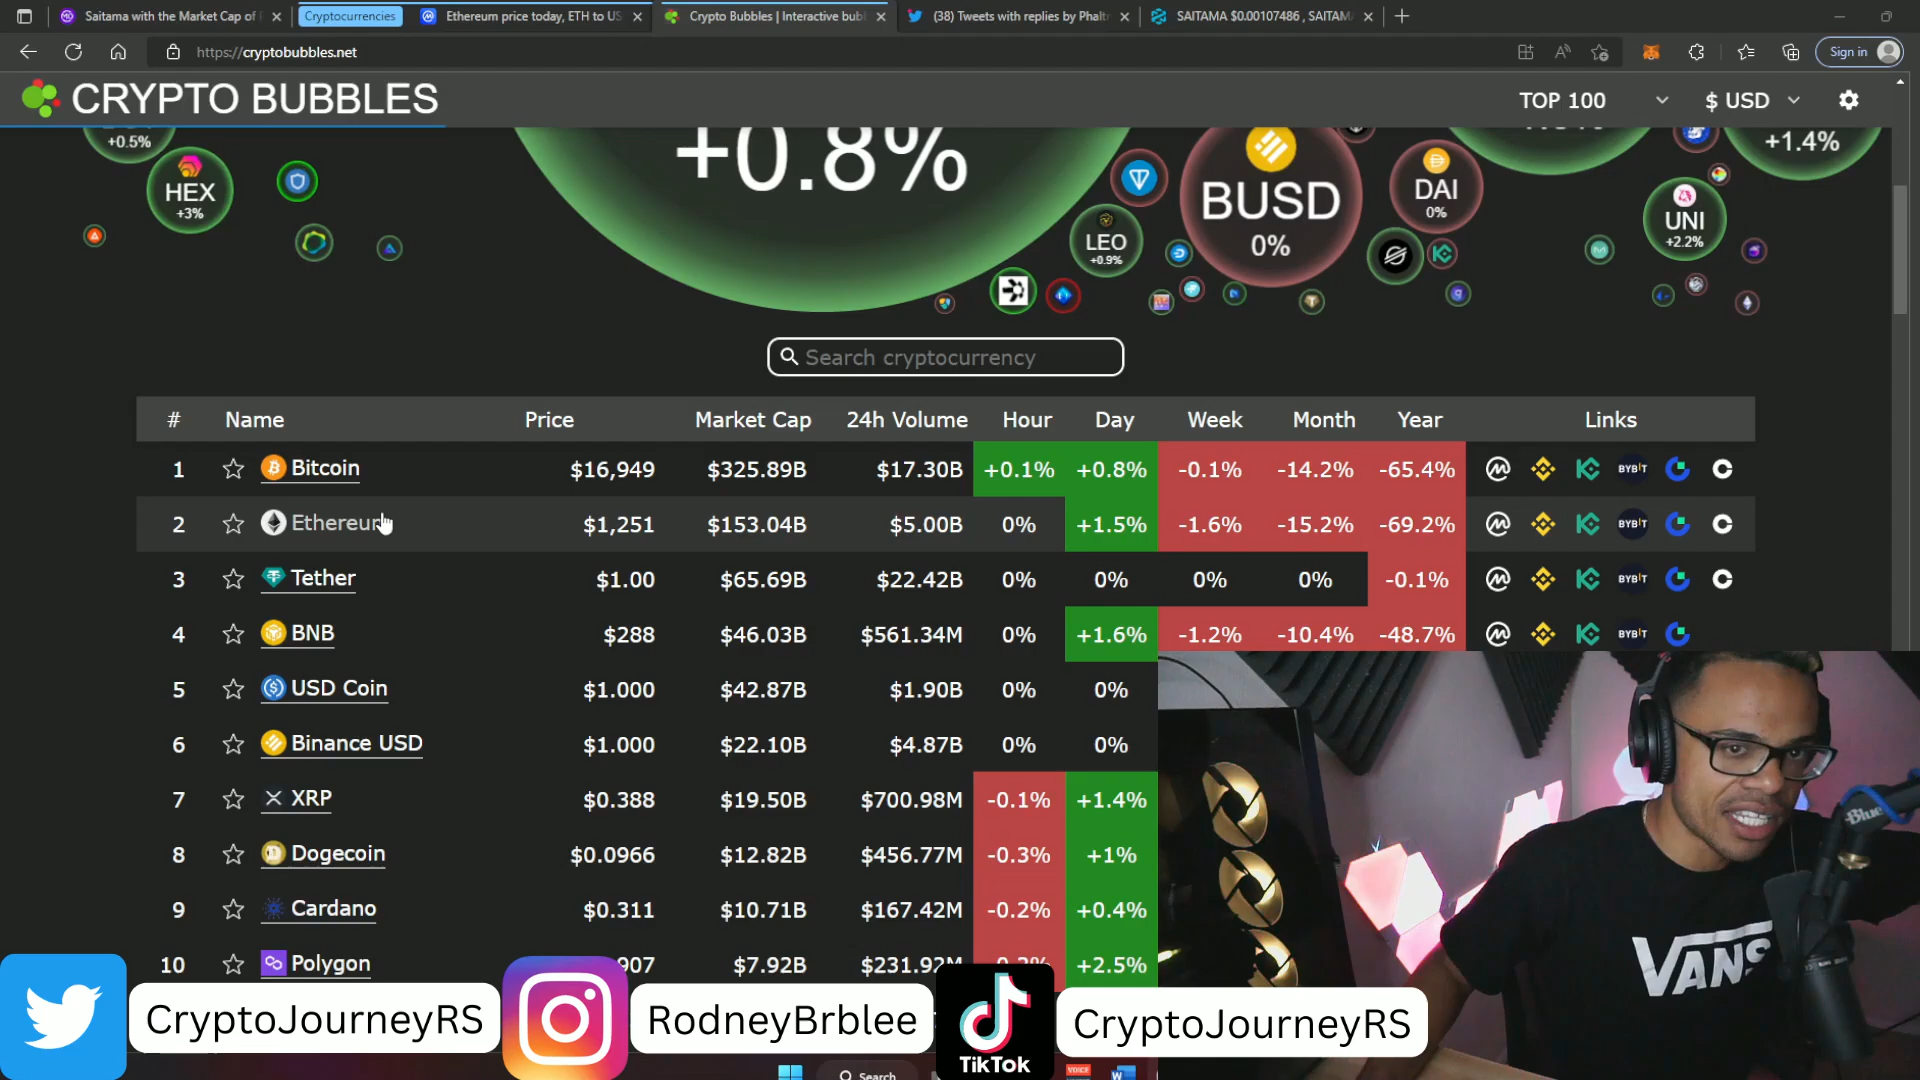 Saitama with the Market Cap of
Cryptocurrencies
Ethereum price today, ETH to US
Crypto Bubbles | Interactive bub
(38) Tweets with replies by Phalt
SAITAMA $0.00107486 , SAITAM
https://cryptobubbles.net
Sign in
CRYPTO BUBBLES
TOP 100
$ USD
+0.5%
+0.8%
+1.4%
HEX
+3%
BUSD
0%
DAI
0%
LEO
+0.9%
UNI
+2.2%
Search cryptocurrency
# Name Price Market Cap 24h Volume Hour Day Week Month Year Links
1 Bitcoin $16,949 $325.89B $17.30B +0.1% +0.8% -0.1% -14.2% -65.4% BYBIT
2 Ethereum $1,251 $153.04B $5.00B 0% +1.5% -1.6% -15.2% -69.2% BYBIT
3 Tether $1.00 $65.69B $22.42B 0% 0% 0% 0% -0.1% BYBIT
4 BNB $288 $46.03B $561.34M 0% +1.6% -1.2% -10.4% -48.7% BYBIT
5 USD Coin $1.000 $42.87B $1.90B 0% 0%
6 Binance USD $1.000 $22.10B $4.87B 0% 0%
7 XRP $0.388 $19.50B $700.98M -0.1% +1.4%
8 Dogecoin $0.0966 $12.82B $456.77M -0.3% +1%
9 Cardano $0.311 $10.71B $167.42M -0.2% +0.4%
10 Polygon 907 $7.92B $231.92M +2.5%
Blue
VANS
CryptoJourneyRS
RodneyBrblee
TikTok
CryptoJourneyRS
Search
VOICE